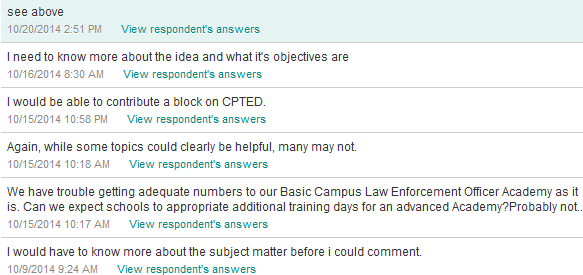 see above
10/20/2014 2:51 PM View respondent's answers
I need to know more about the idea and what it's objectives are
10/16/2014 8:30 AM View respondent's answers
I would be able to contribute a block on CPTED.
10/15/2014 10:58 PM View respondent's answers
Again, while some topics could clearly be helpful, many may not.
10/15/2014 10:18 AM View respondent's answers
We have trouble getting adequate numbers to our Basic Campus Law Enforcement Officer Academy as it
is. Can we expect schools to appropriate additional training days for an advanced Academy?Probably not..
10/15/2014 10:17 AM View respondent's answers
I would have to know more about the subject matter before i could comment.
10/9/2014 9:24 AM View respondent's answers